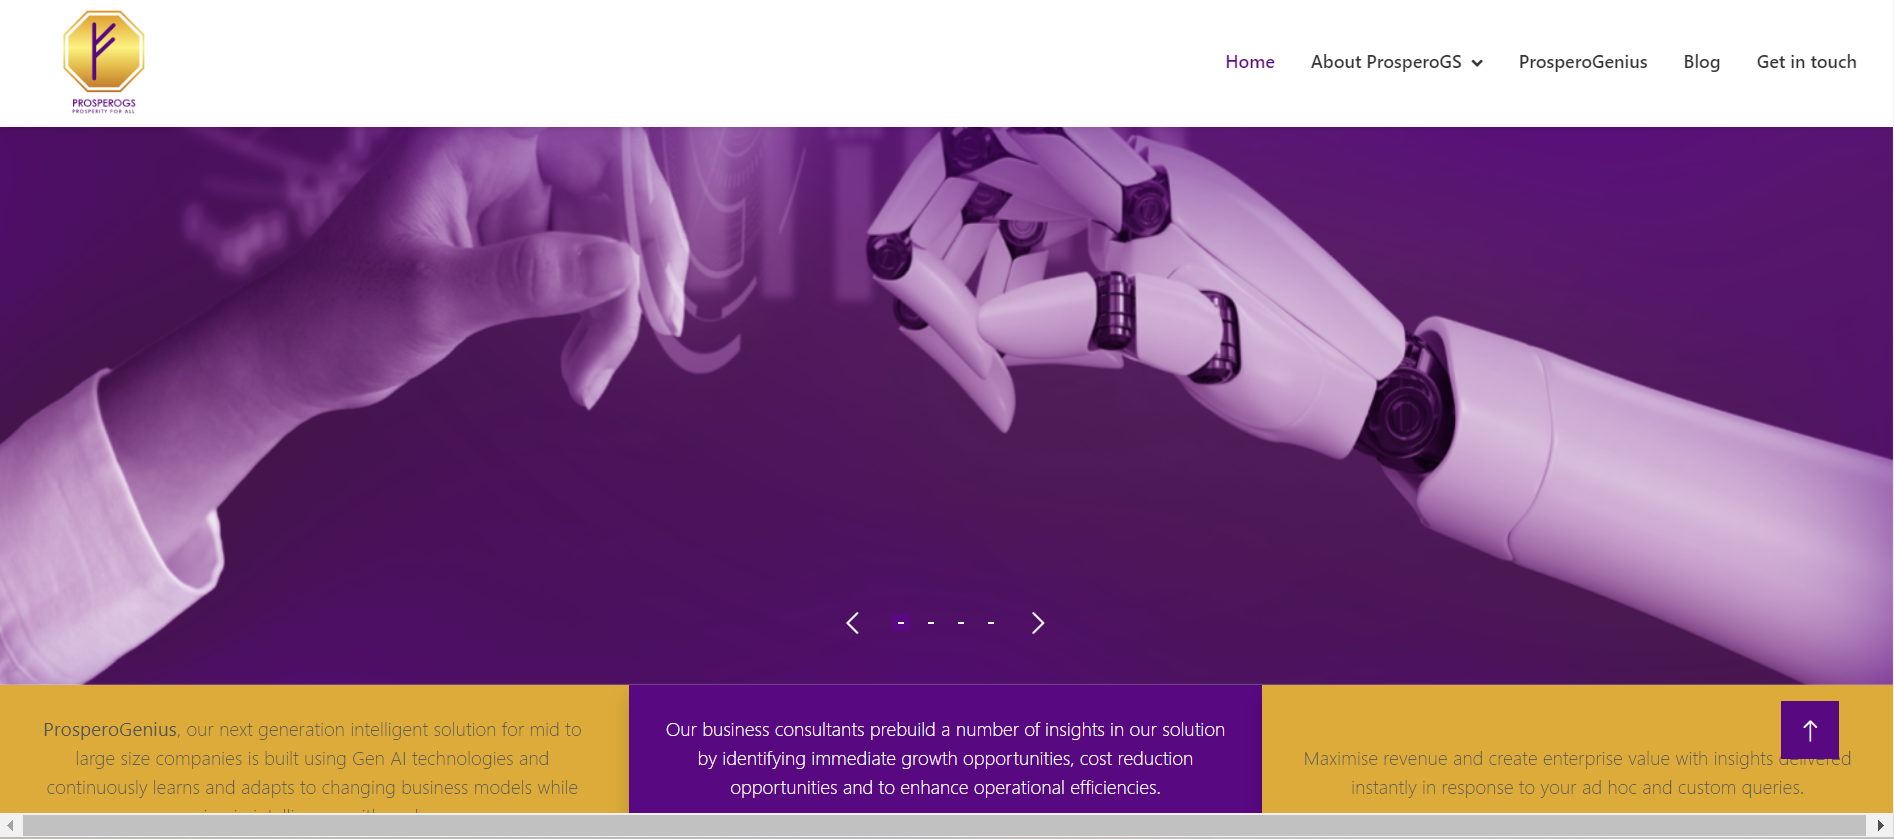 PROSPEROGS
PROSPERITY FOR ALL
Home About ProsperoGS ProsperoGenius Blog Get in touch
ProsperoGenius, our next generation intelligent solution for mid to
large size companies is built using Gen AI technologies and
continuously learns and adapts to changing business models while
Our business consultants prebuild a number of insights in our solution
by identifying immediate growth opportunities, cost reduction
opportunities and to enhance operational efficiencies.
Maximise revenue and create enterprise value with insights delivered
instantly in response to your ad hoc and custom queries.